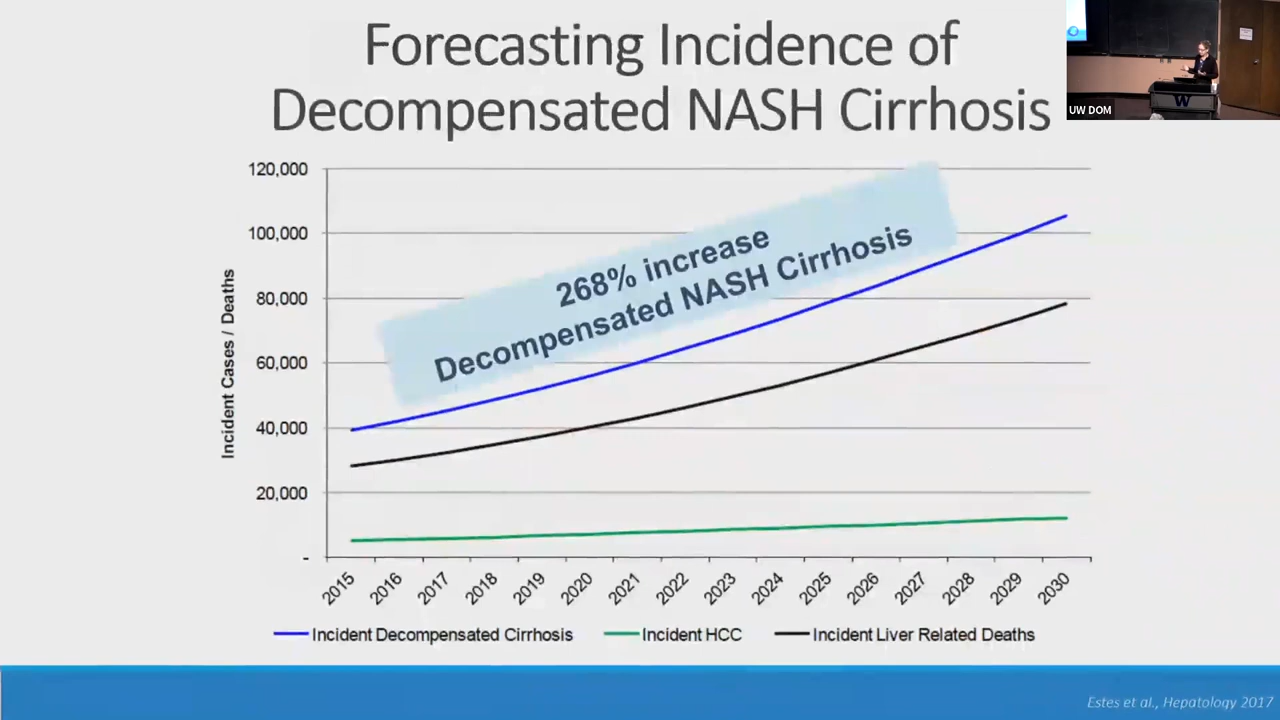 Forecasting Incidence of
Decompensated NASH Cirrhosis
UW DOM
W
120,000
100,000
80,000
60,000
40,000
20,000
-
Incident Cases / Deaths
268% increase
Decompensated NASH Cirrhosis
2015 2016 2017 2018 2019 2020 2021 2022 2023 2024 2025 2026 2027 2028 2029 2030
Incident Decompensated Cirrhosis Incident HCC Incident Liver Related Deaths
Estes et al., Hepatology 2017